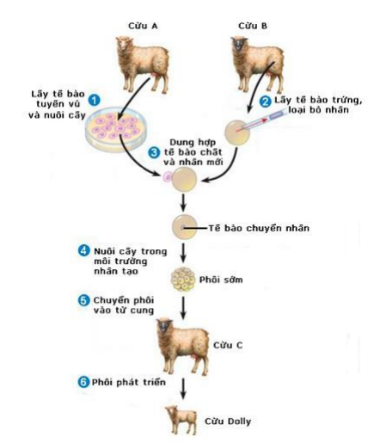 Cừu A
Cừu B
Lấy tế bào
tuyến vú
và nuôi cấy
1
2 Lấy tế bào trứng,
loại bỏ nhân
Dung hợp
3 tế bào chất
và nhân mới
Tế bào chuyển nhân
4 Nuôi cấy trong
môi trường
nhân tạo
Phôi sớm
5 Chuyển phôi
vào tử cung
Cừu C
6 Phôi phát triển
Cừu Dolly